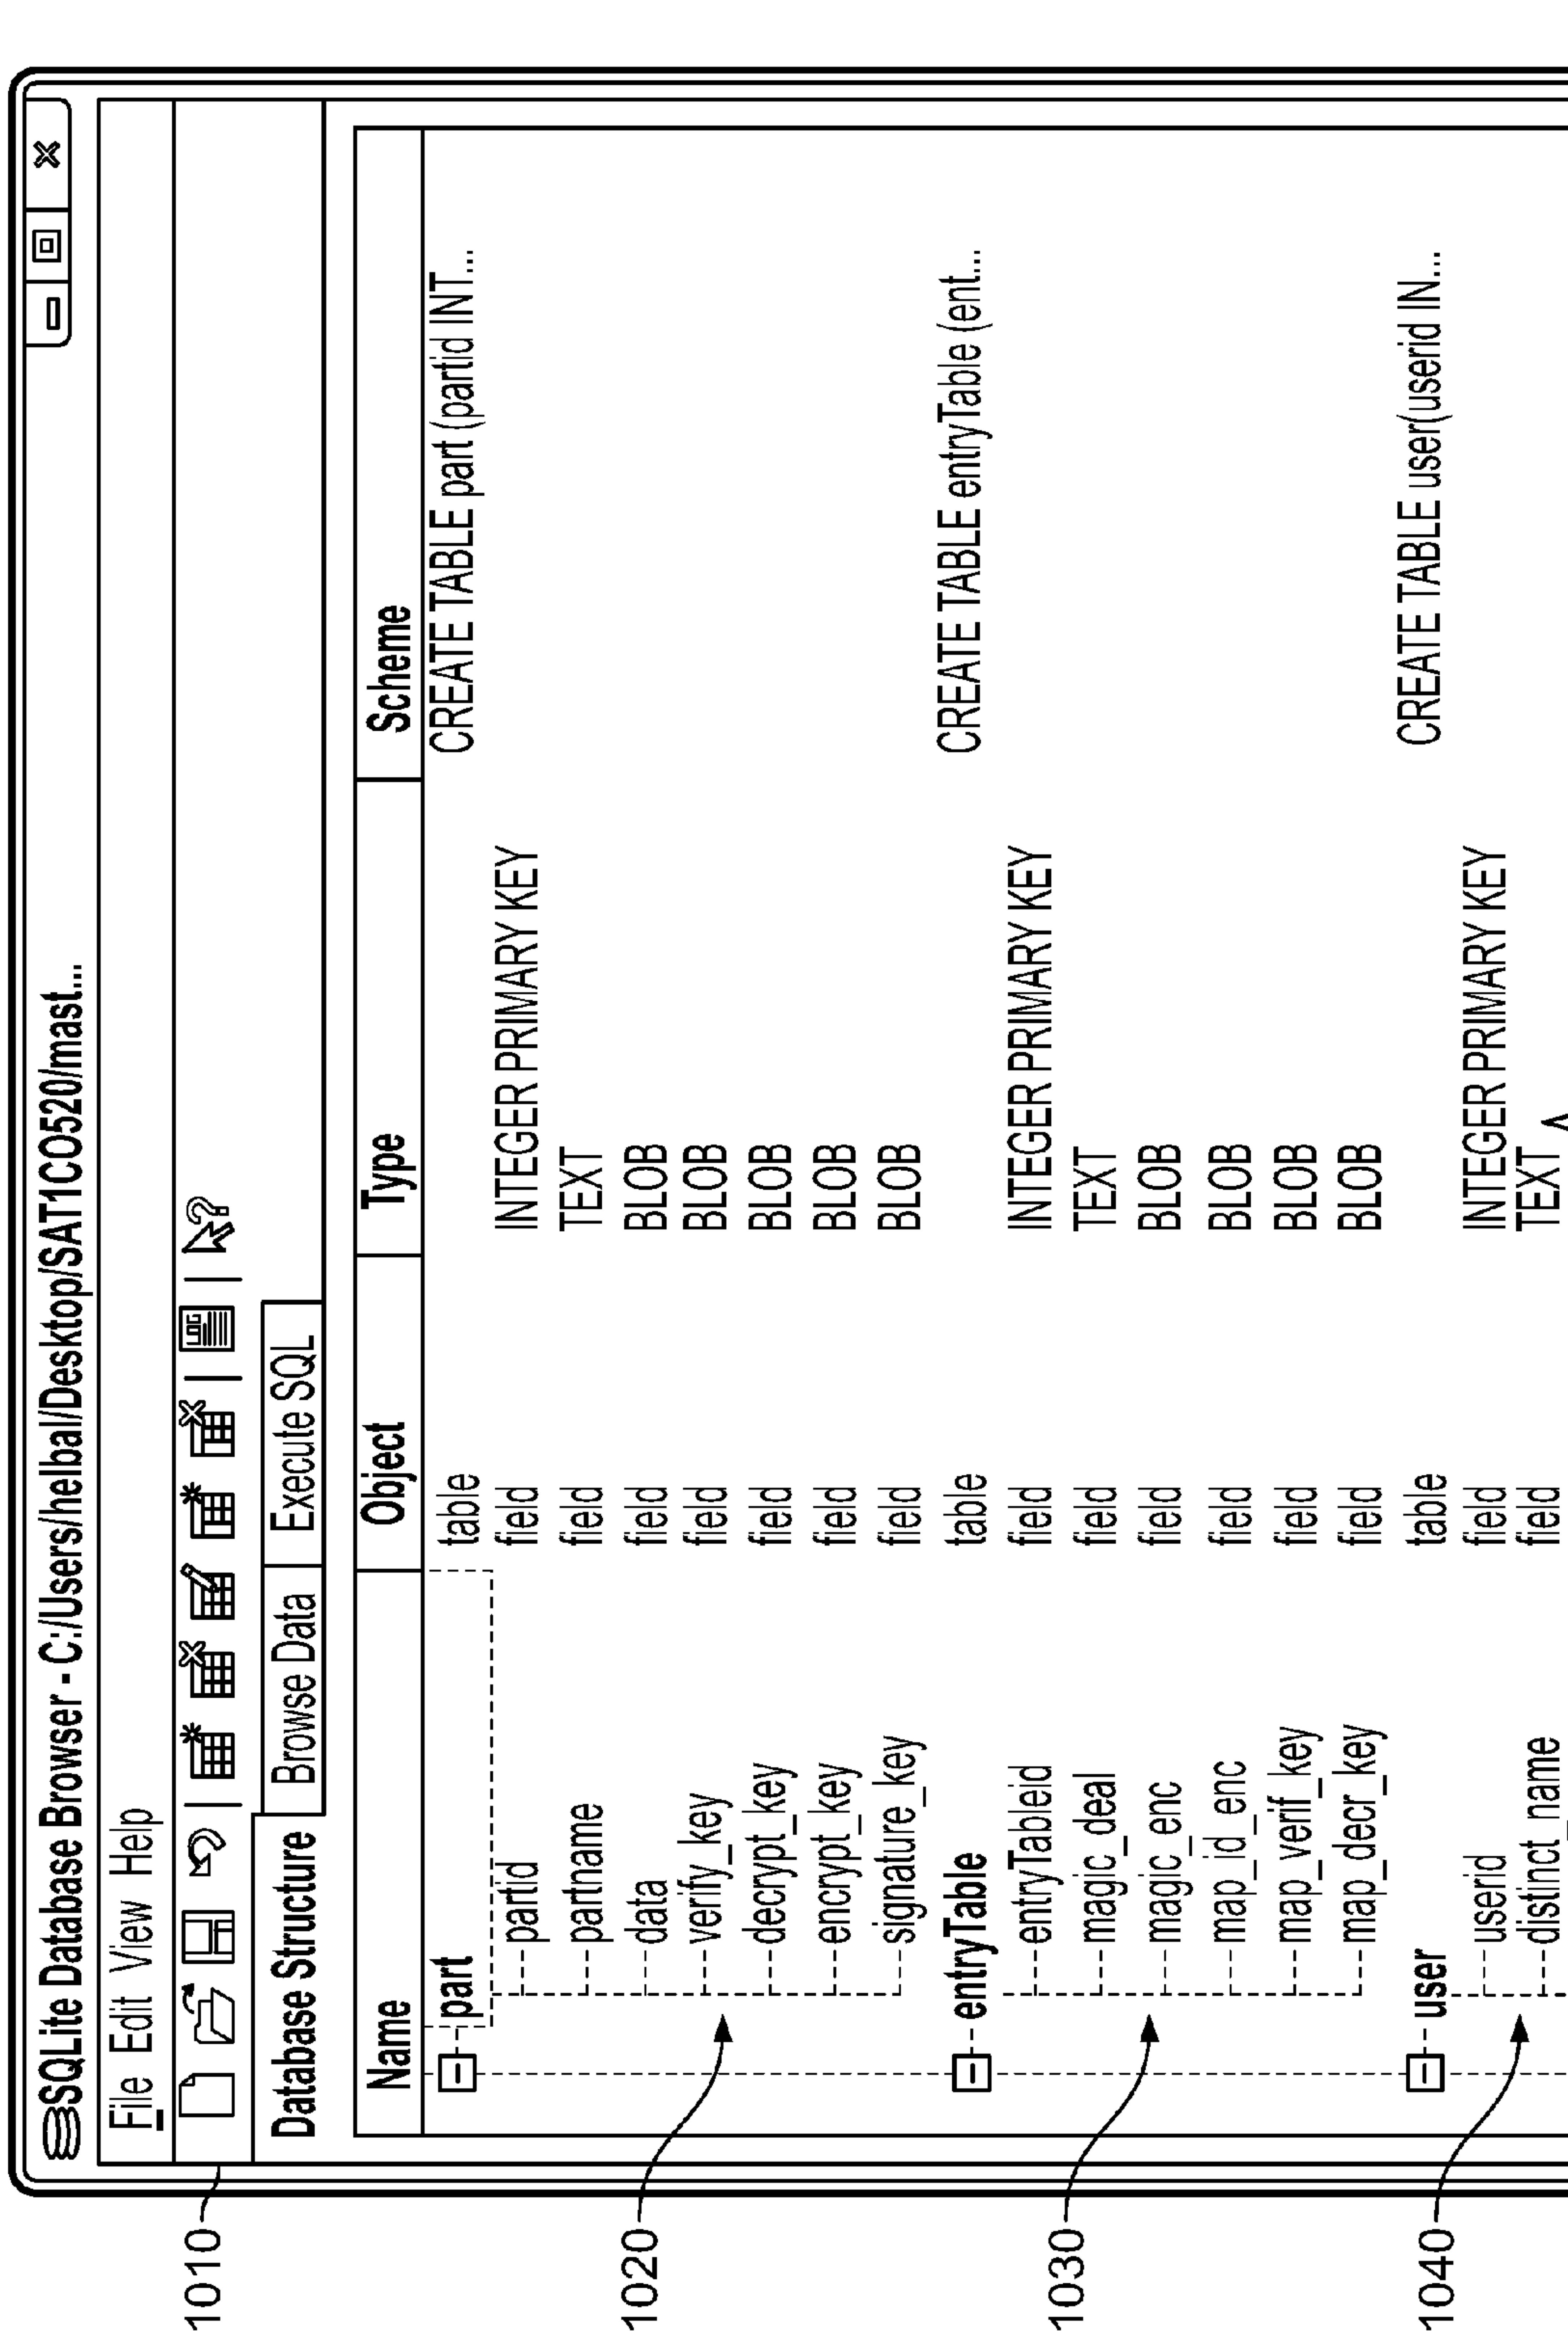 SQLite Database Browser - C:/Users/helbal/Desktop/SAT1CO520/mast...
File Edit View Help
1010
LOG
?
Database Structure Browse Data Execute SQL
Name Object Type Scheme
part table CREATE TABLE part (partid INT...
partid field INTEGER PRIMARY KEY
partname field TEXT
1020
data field BLOB
verify_key field BLOB
decrypt_key field BLOB
encrypt_key field BLOB
signature_key field BLOB
entryTable table CREATE TABLE entryTable (ent...
entryTableid field INTEGER PRIMARY KEY
1030
magic_deal field TEXT
magic_enc field BLOB
map_id_enc field BLOB
map_verif_key field BLOB
map_decr_key field BLOB
user table CREATE TABLE user(userid IN...
1040
userid field INTEGER PRIMARY KEY
distinct_name field TEXT